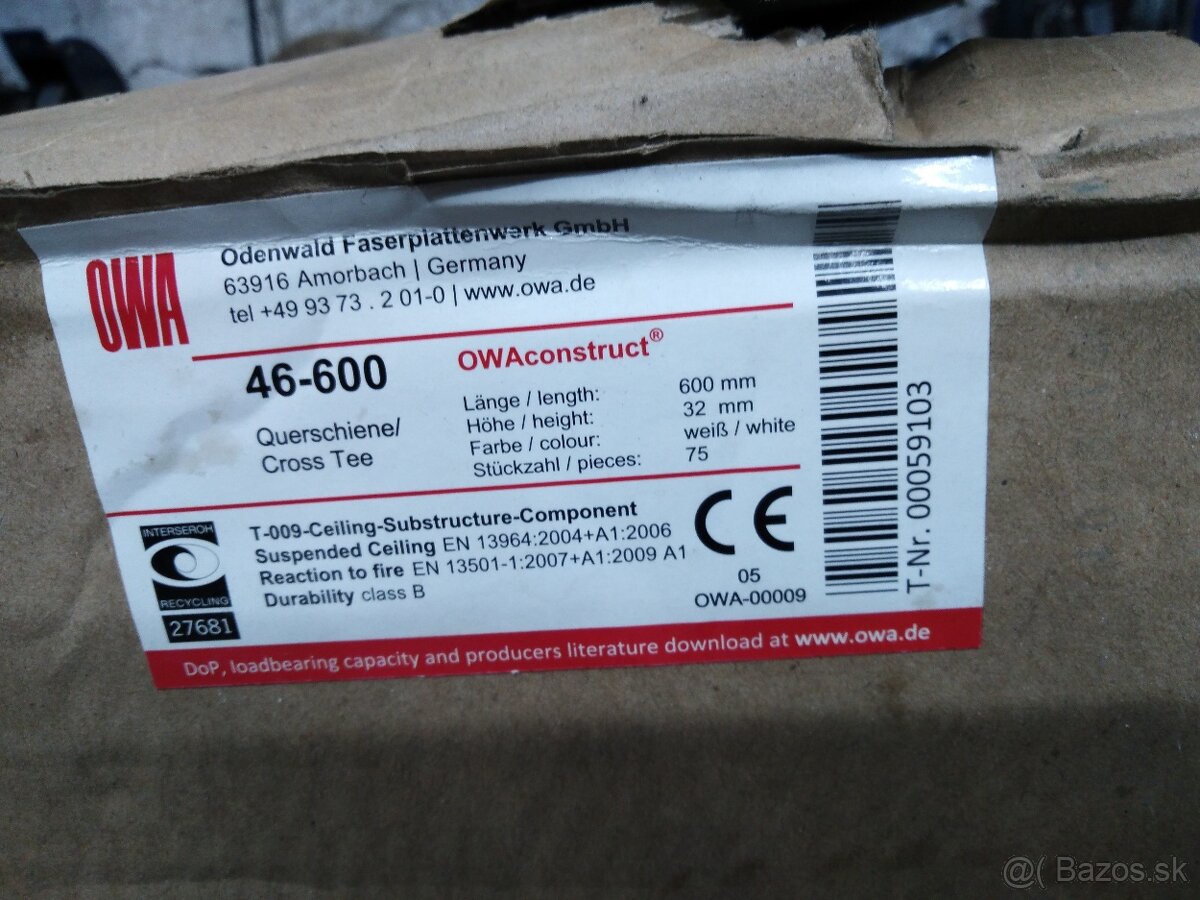 OWA
Odenwald Faserplattenwerk GmbH
63916 Amorbach | Germany
tel +49 93 73 . 2 01-0 | www.owa.de
46-600
OWAconstruct®
Querschiene/
Cross Tee
Länge / length: 600 mm
Höhe / height: 32 mm
Farbe / colour: weiß / white
Stückzahl / pieces: 75
T-Nr. 00059103
INTERSEROH
RECYCLING
27681
T-009-Ceiling-Substructure-Component
Suspended Ceiling EN 13964:2004+A1:2006
Reaction to fire EN 13501-1:2007+A1:2009 A1
Durability class B
CE
05
OWA-00009
DoP, loadbearing capacity and producers literature download at www.owa.de
@( Bazos.sk